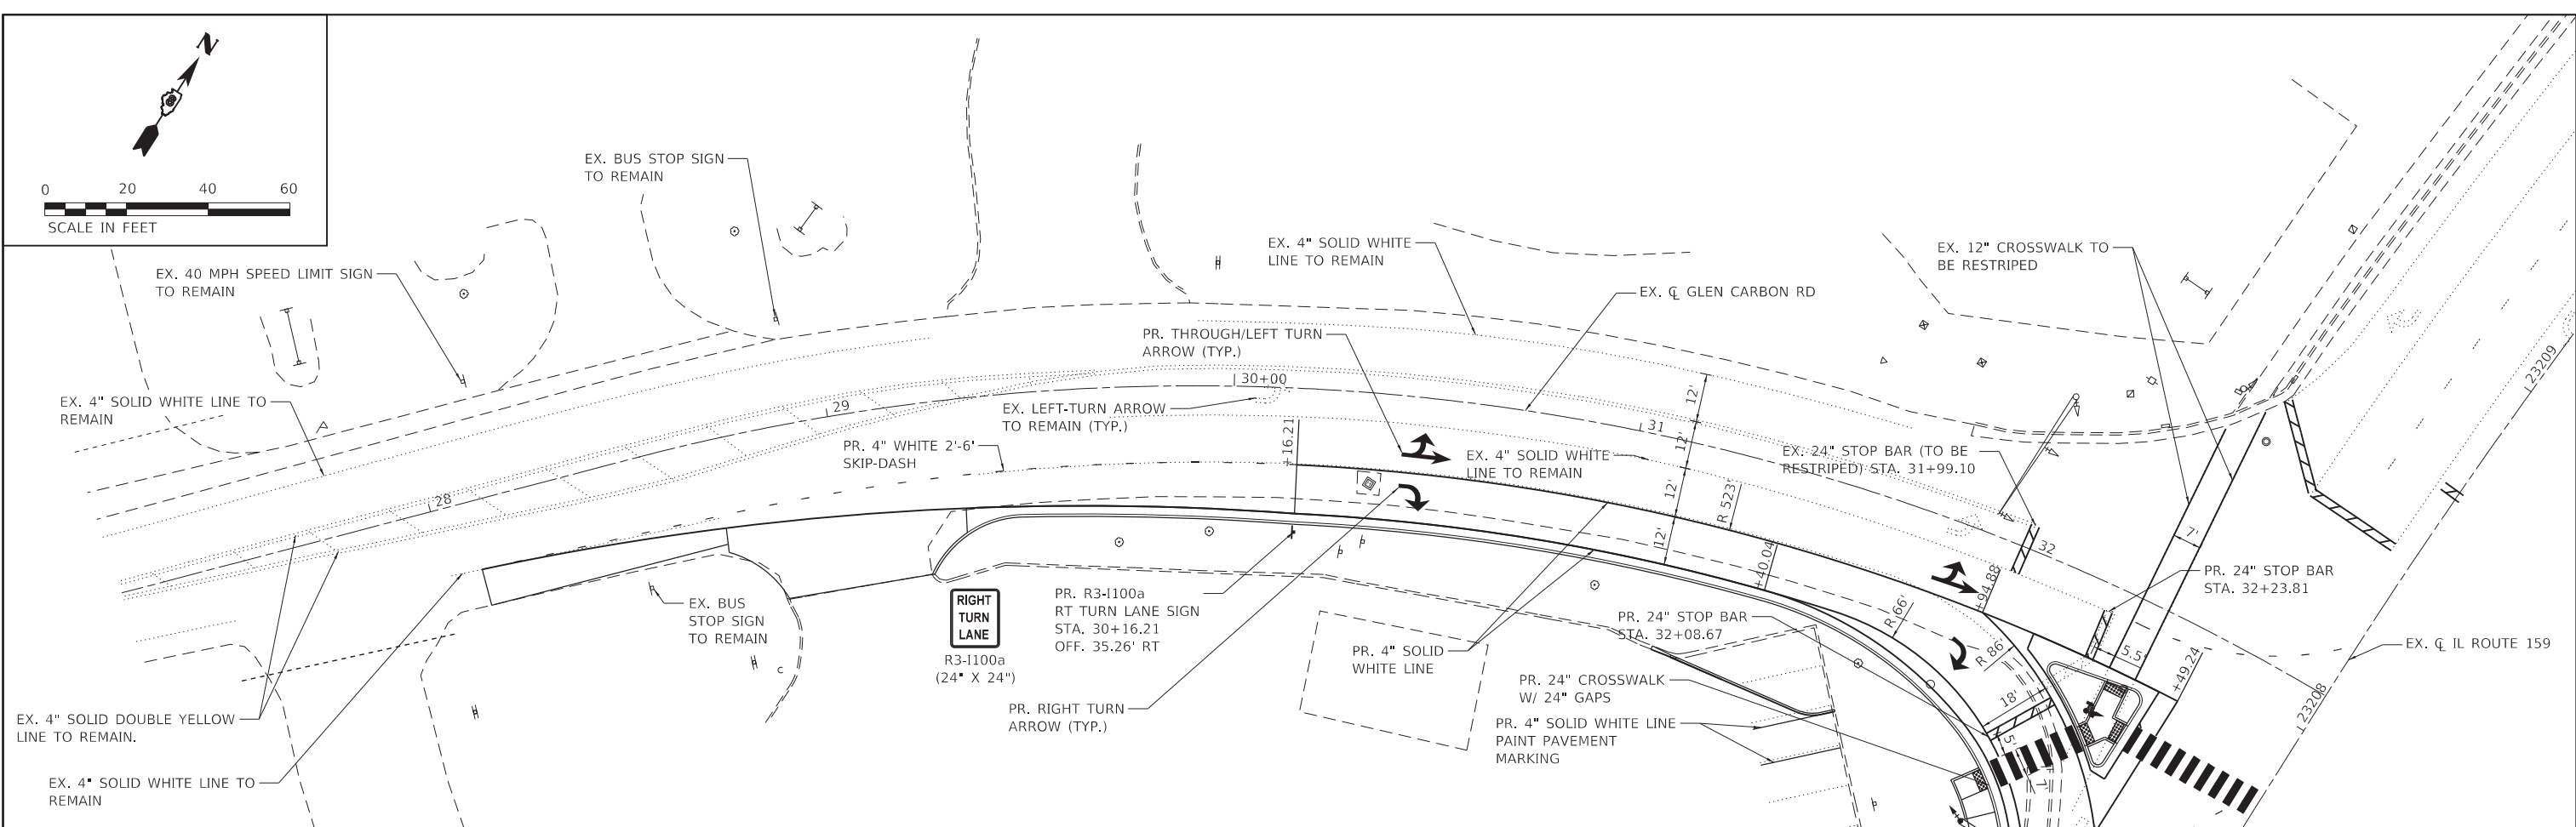 N
0 20 40 60
SCALE IN FEET
EX. BUS STOP SIGN
TO REMAIN
EX. 40 MPH SPEED LIMIT SIGN
TO REMAIN
EX. 4" SOLID WHITE
LINE TO REMAIN
EX. 12" CROSSWALK TO
BE RESTRIPED
EX. ℄ GLEN CARBON RD
PR. THROUGH/LEFT TURN
ARROW (TYP.)
EX. 4" SOLID WHITE LINE TO
REMAIN
28
29
30+00
31
32
EX. LEFT-TURN ARROW
TO REMAIN (TYP.)
PR. 4" WHITE 2'-6'
SKIP-DASH
+16.21
12'
12'
12'
12'
EX. 4" SOLID WHITE
LINE TO REMAIN
EX. 24" STOP BAR (TO BE
RESTRIPED) STA. 31+99.10
R 523'
+40.04
+94.88
7'
23209
PR. 24" STOP BAR
STA. 32+23.81
EX. BUS
STOP SIGN
TO REMAIN
RIGHT
TURN
LANE
R3-I100a
(24" X 24")
PR. R3-I100a
RT TURN LANE SIGN
STA. 30+16.21
OFF. 35.26' RT
PR. RIGHT TURN
ARROW (TYP.)
PR. 4" SOLID
WHITE LINE
PR. 24" STOP BAR
STA. 32+08.67
PR. 24" CROSSWALK
W/ 24" GAPS
PR. 4" SOLID WHITE LINE
PAINT PAVEMENT
MARKING
R 66'
R 86'
5.5'
+49.24
18'
5'
7'
EX. ℄ IL ROUTE 159
23208
EX. 4" SOLID DOUBLE YELLOW
LINE TO REMAIN.
EX. 4" SOLID WHITE LINE TO
REMAIN
C